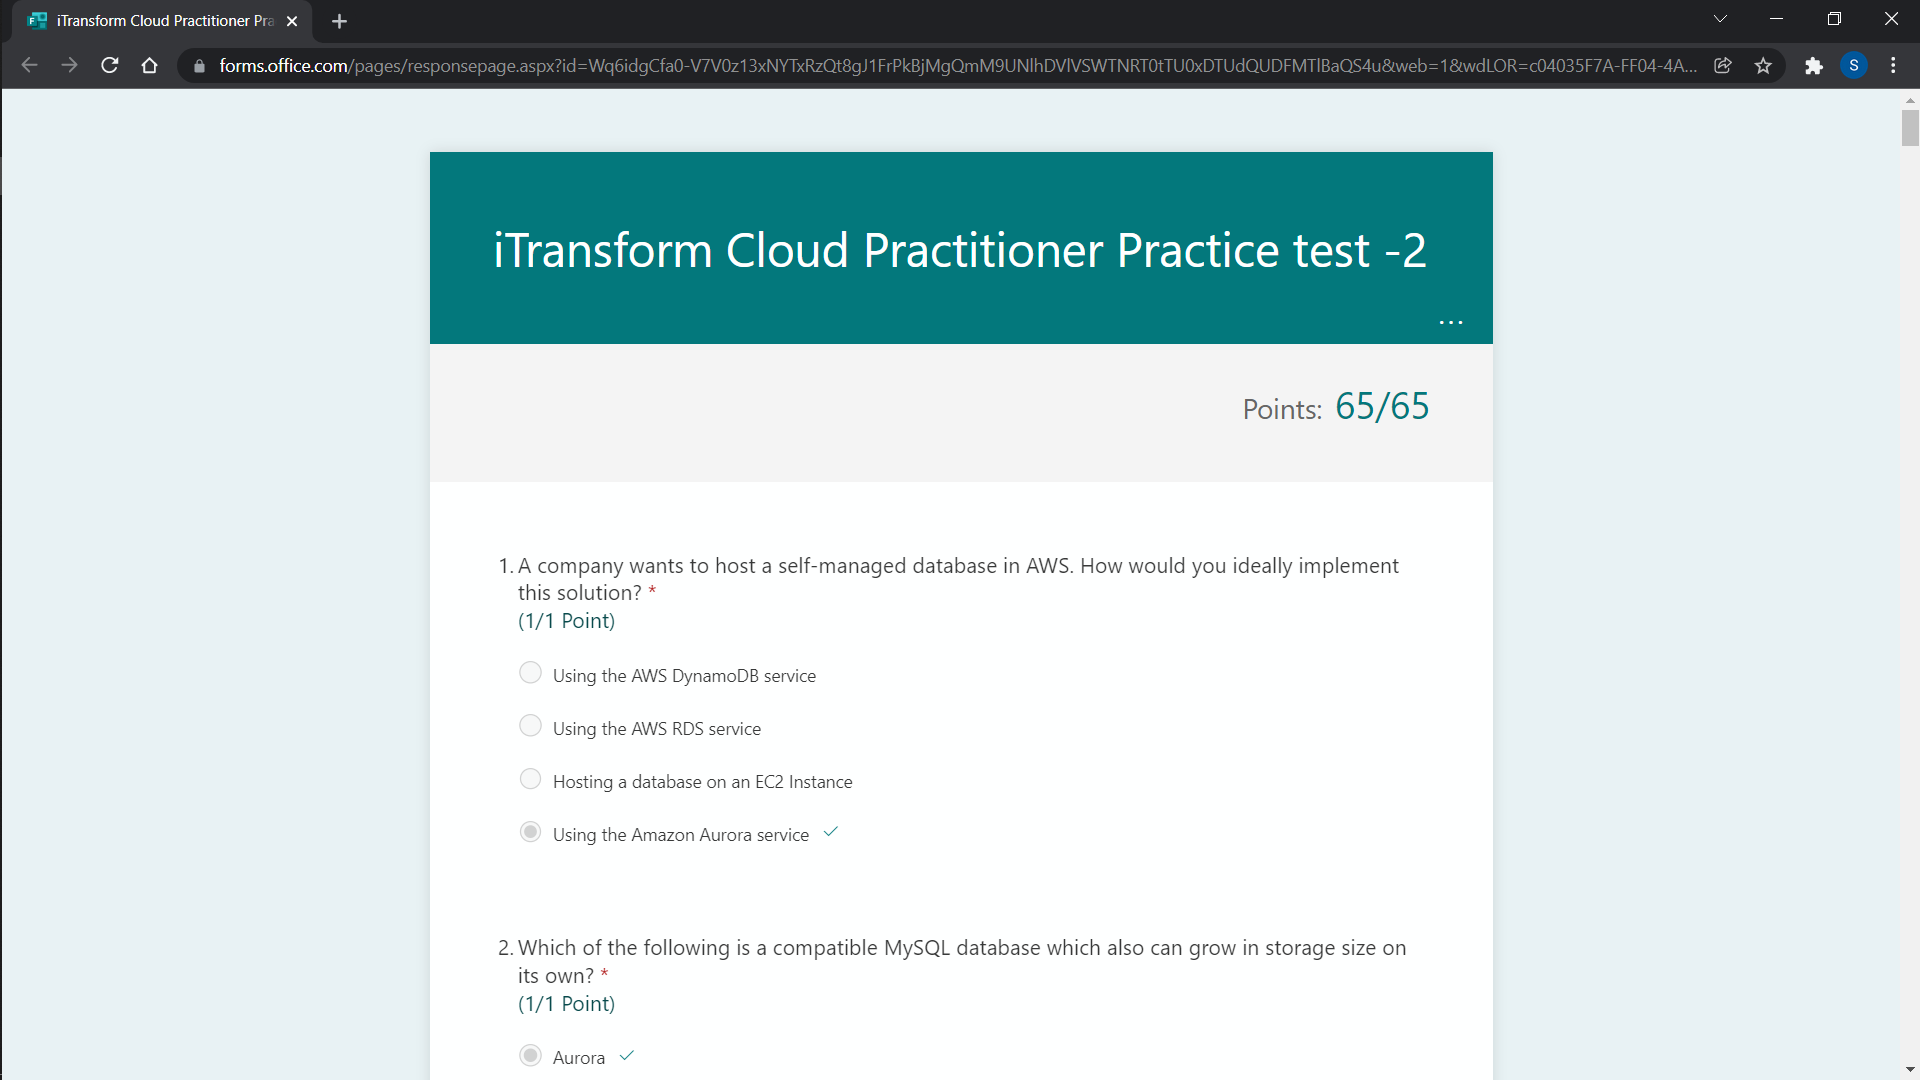 iTransform Cloud Practitioner Pra
forms.office.com/pages/responsepage.aspx?id=Wq6idgCfa0-V7V0z13xNYTxRzQt8gJ1FrPkBjMgQmM9UNlhDVlVSWTNRT0tTU0xDTUdQUDFMTlBaQS4u&web=1&wdLOR=c04035F7A-FF04-4A...
S
iTransform Cloud Practitioner Practice test -2
...
Points: 65/65
1. A company wants to host a self-managed database in AWS. How would you ideally implement
this solution? *
(1/1 Point)
Using the AWS DynamoDB service
Using the AWS RDS service
Hosting a database on an EC2 Instance
Using the Amazon Aurora service
2. Which of the following is a compatible MySQL database which also can grow in storage size on
its own? *
(1/1 Point)
Aurora